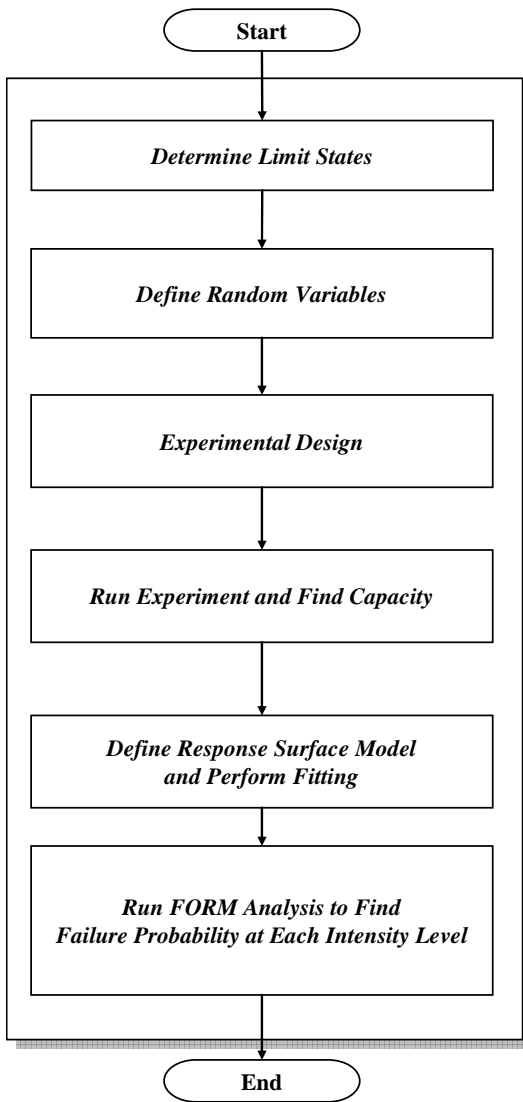 Start
Determine Limit States
Define Random Variables
Experimental Design
Run Experiment and Find Capacity
Define Response Surface Model
and Perform Fitting
Run FORM Analysis to Find
Failure Probability at Each Intensity Level
End